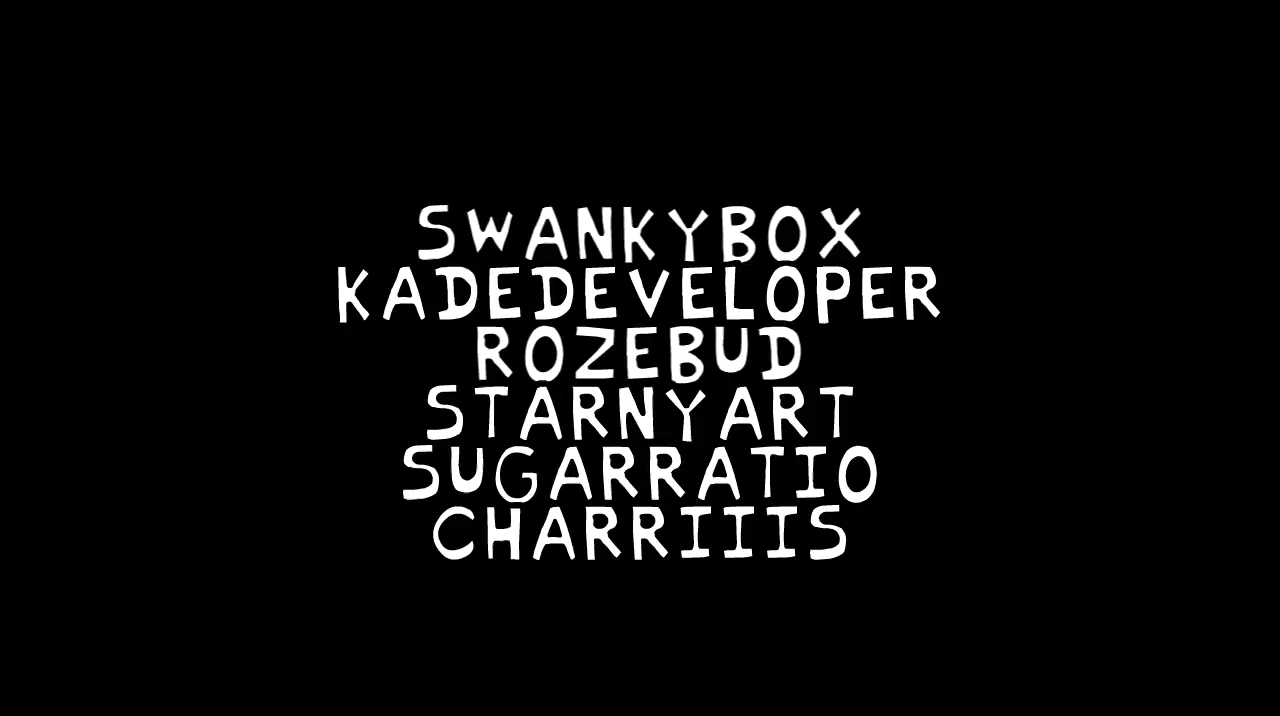 SWANKYBOX
KADEDEVELOPER
ROZEBUD
STARNYART
SUGARRATIO
CHARRIIIS